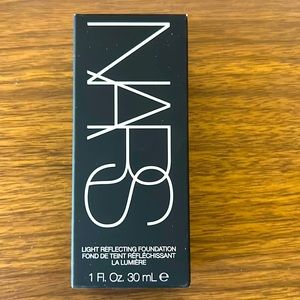 NARS
LIGHT REFLECTING FOUNDATION
FOND DE TEINT RÉFLÉCHISSANT
LA LUMIÈRE
1 FL. Oz. 30 mL ℮